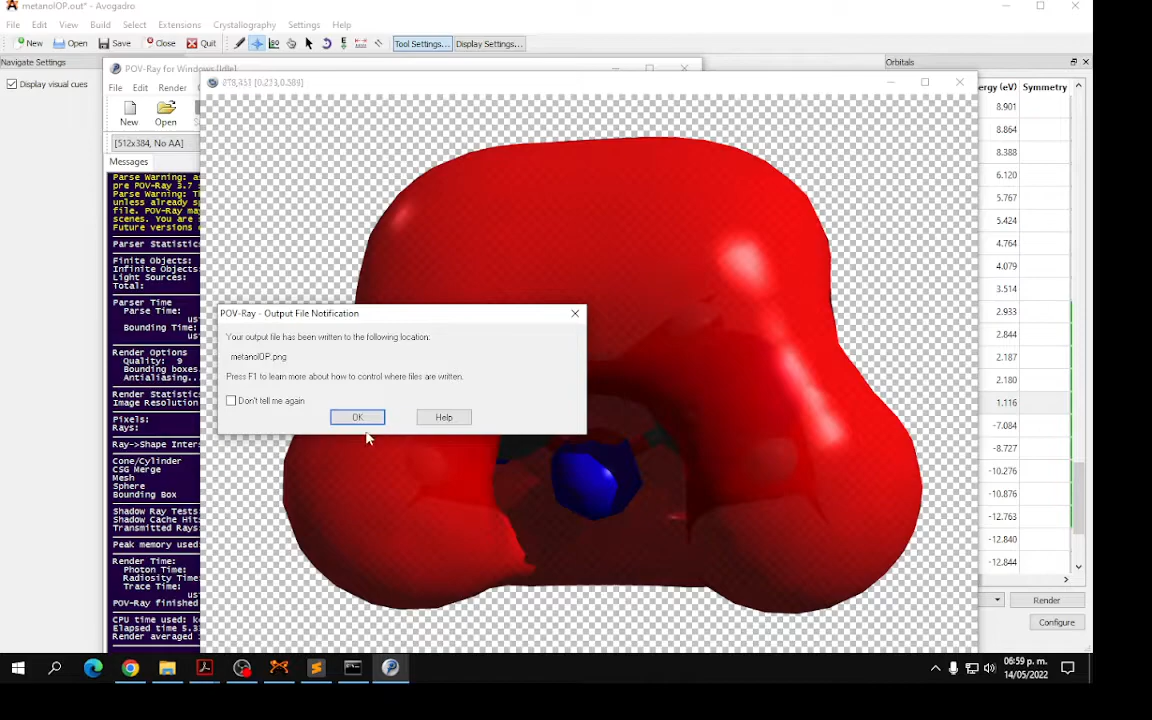 metanolOP.out* - Avogadro
File Edit View Build Select Extensions Crystallography Settings Help
New Open Save Close Quit Tool Settings... Display Settings...
Navigate Settings
Display visual cues
POV-Ray for Windows [Idle]
File Edit Render
New Open
[512x384, No AA]
Messages
Parse Warning:
pre POV-Ray 3.7
Parse Warning:
unless already
file. POV-Ray
scenes. You are
Future versions
Parser Statistic
Finite Objects:
Infinite Objects:
Light Sources:
Total:
Parser Time
Parse Time:
Bounding Time:
Render Options
Quality: 9
Bounding boxes
Antialiasing..
Render Statistic
Image Resolution
Pixels:
Rays:
Ray->Shape Inter
Cone/Cylinder
CSG Merge
Mesh
Sphere
Bounding Box
Shadow Ray Tests
Shadow Cache Hit
Transmitted Rays
Peak memory used
Render Time:
Photon Time:
Radiosity Time
Trace Time:
POV-Ray finished
CPU time used:
Elapsed time
Render averaged
POV-Ray - Output File Notification
Your output file has been written to the following location:
metanolOP.png
Press F1 to learn more about how to control where files are written.
Don't tell me again
OK Help
Orbitals
ergy (eV) Symmetry
8.901
8.864
8.388
6.120
5.767
5.424
4.764
4.079
3.514
2.933
2.844
2.187
2.180
1.116
-7.084
-8.727
-10.276
-10.876
-12.763
-12.840
-12.844
Render
Configure
06:59 p. m.
14/05/2022